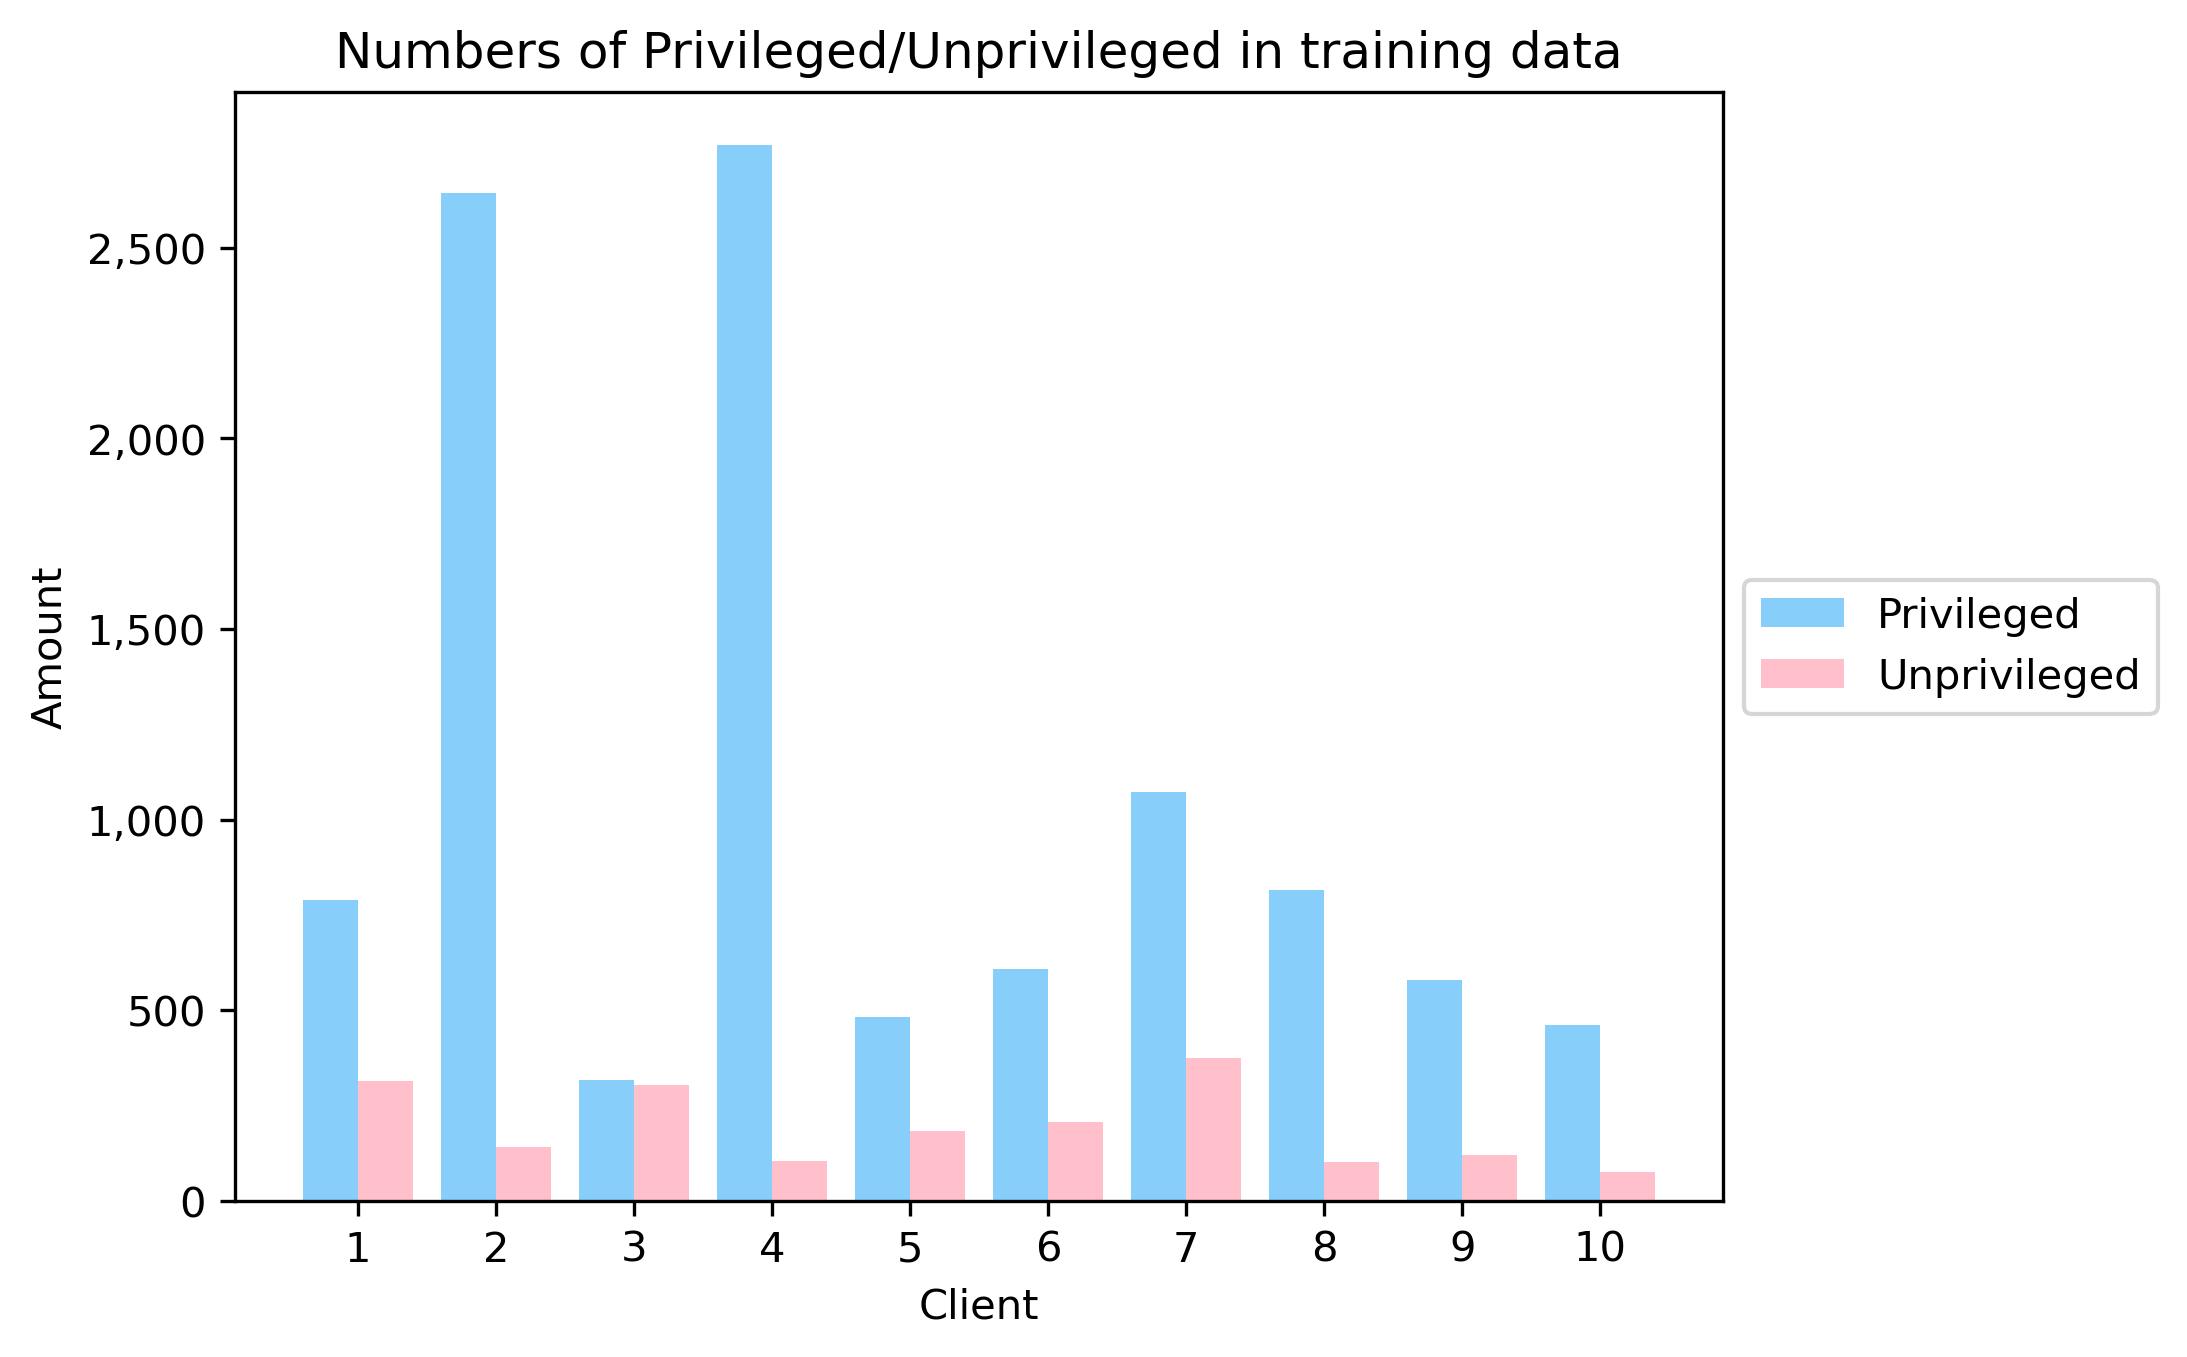 Numbers of Privileged/Unprivileged in training data
2,500
2,000
1,500
1,000
500
0
Amount
1 2 3 4 5 6 7 8 9 10
Client
Privileged
Unprivileged